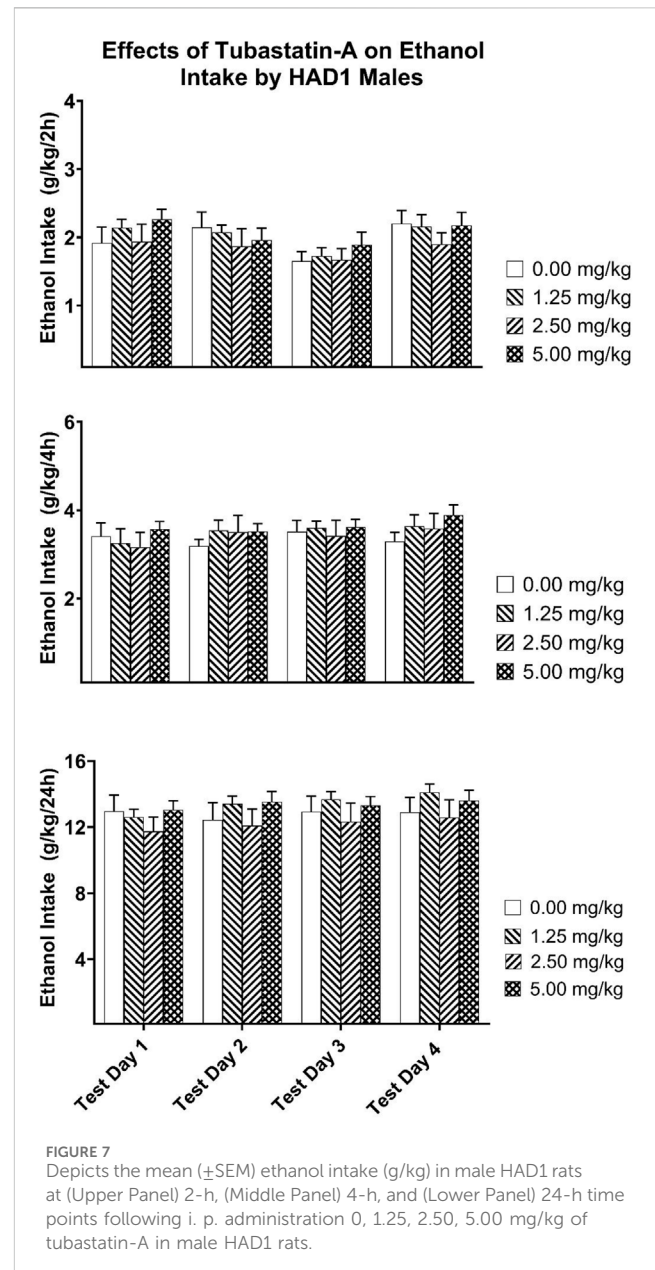 Effects of Tubastatin-A on Ethanol
Intake by HAD1 Males
Ethanol Intake (g/kg/2h)
4
3
2
1
0.00 mg/kg
1.25 mg/kg
2.50 mg/kg
5.00 mg/kg
Ethanol Intake (g/kg/4h)
6
4
2
0.00 mg/kg
1.25 mg/kg
2.50 mg/kg
5.00 mg/kg
Ethanol Intake (g/kg/24h)
16
12
8
4
0.00 mg/kg
1.25 mg/kg
2.50 mg/kg
5.00 mg/kg
Test Day 1
Test Day 2
Test Day 3
Test Day 4
FIGURE 7
Depicts the mean (±SEM) ethanol intake (g/kg) in male HAD1 rats
at (Upper Panel) 2-h, (Middle Panel) 4-h, and (Lower Panel) 24-h time
points following i. p. administration 0, 1.25, 2.50, 5.00 mg/kg of
tubastatin-A in male HAD1 rats.